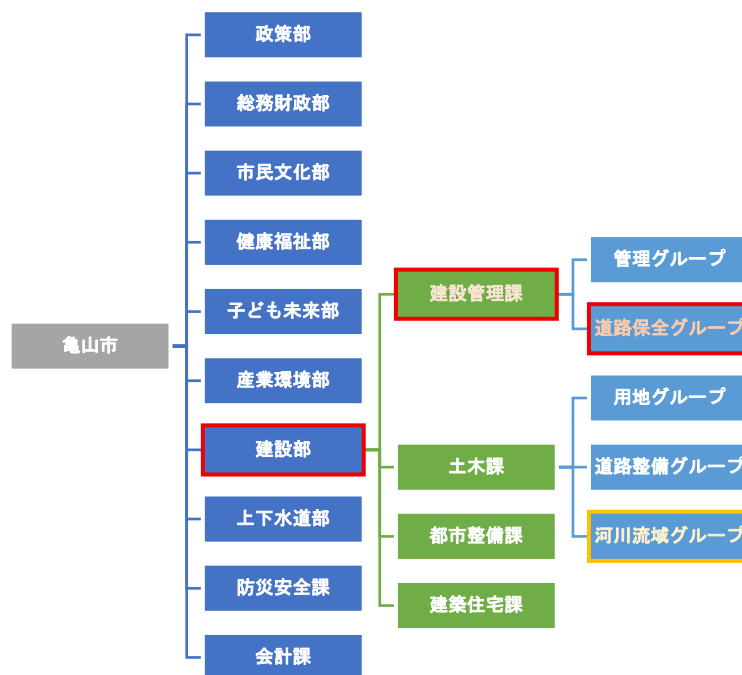 亀山市
政策部
総務財政部
市民文化部
健康福祉部
子ども未来部
産業環境部
建設部
上下水道部
防災安全課
会計課
建設管理課
土木課
都市整備課
建築住宅課
管理グループ
道路保全グループ
用地グループ
道路整備グループ
河川流域グループ